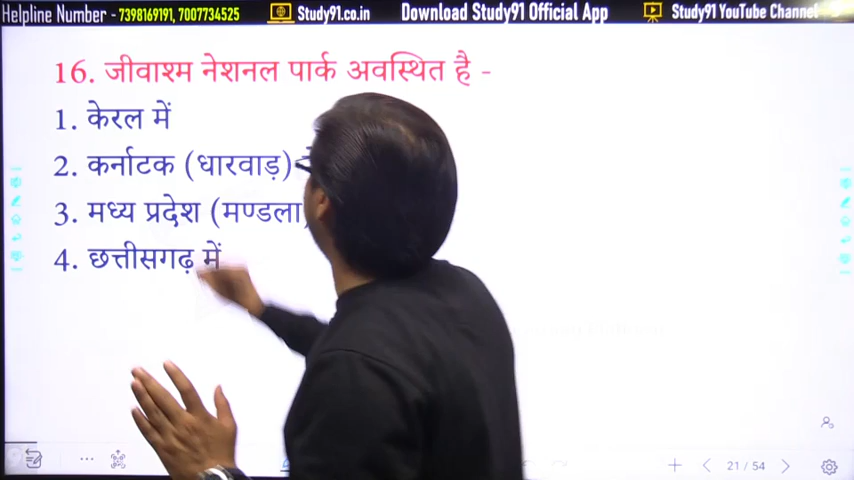 Helpline Number - 7398169191, 7007734525 Study91.co.in Download Study91 Official App Study91 YouTube Channel
16. जीवाश्म नेशनल पार्क अवस्थित है -
1. केरल में
2. कर्नाटक (धारवाड़)
3. मध्य प्रदेश (मण्डला)
4. छत्तीसगढ़ में
21 / 54